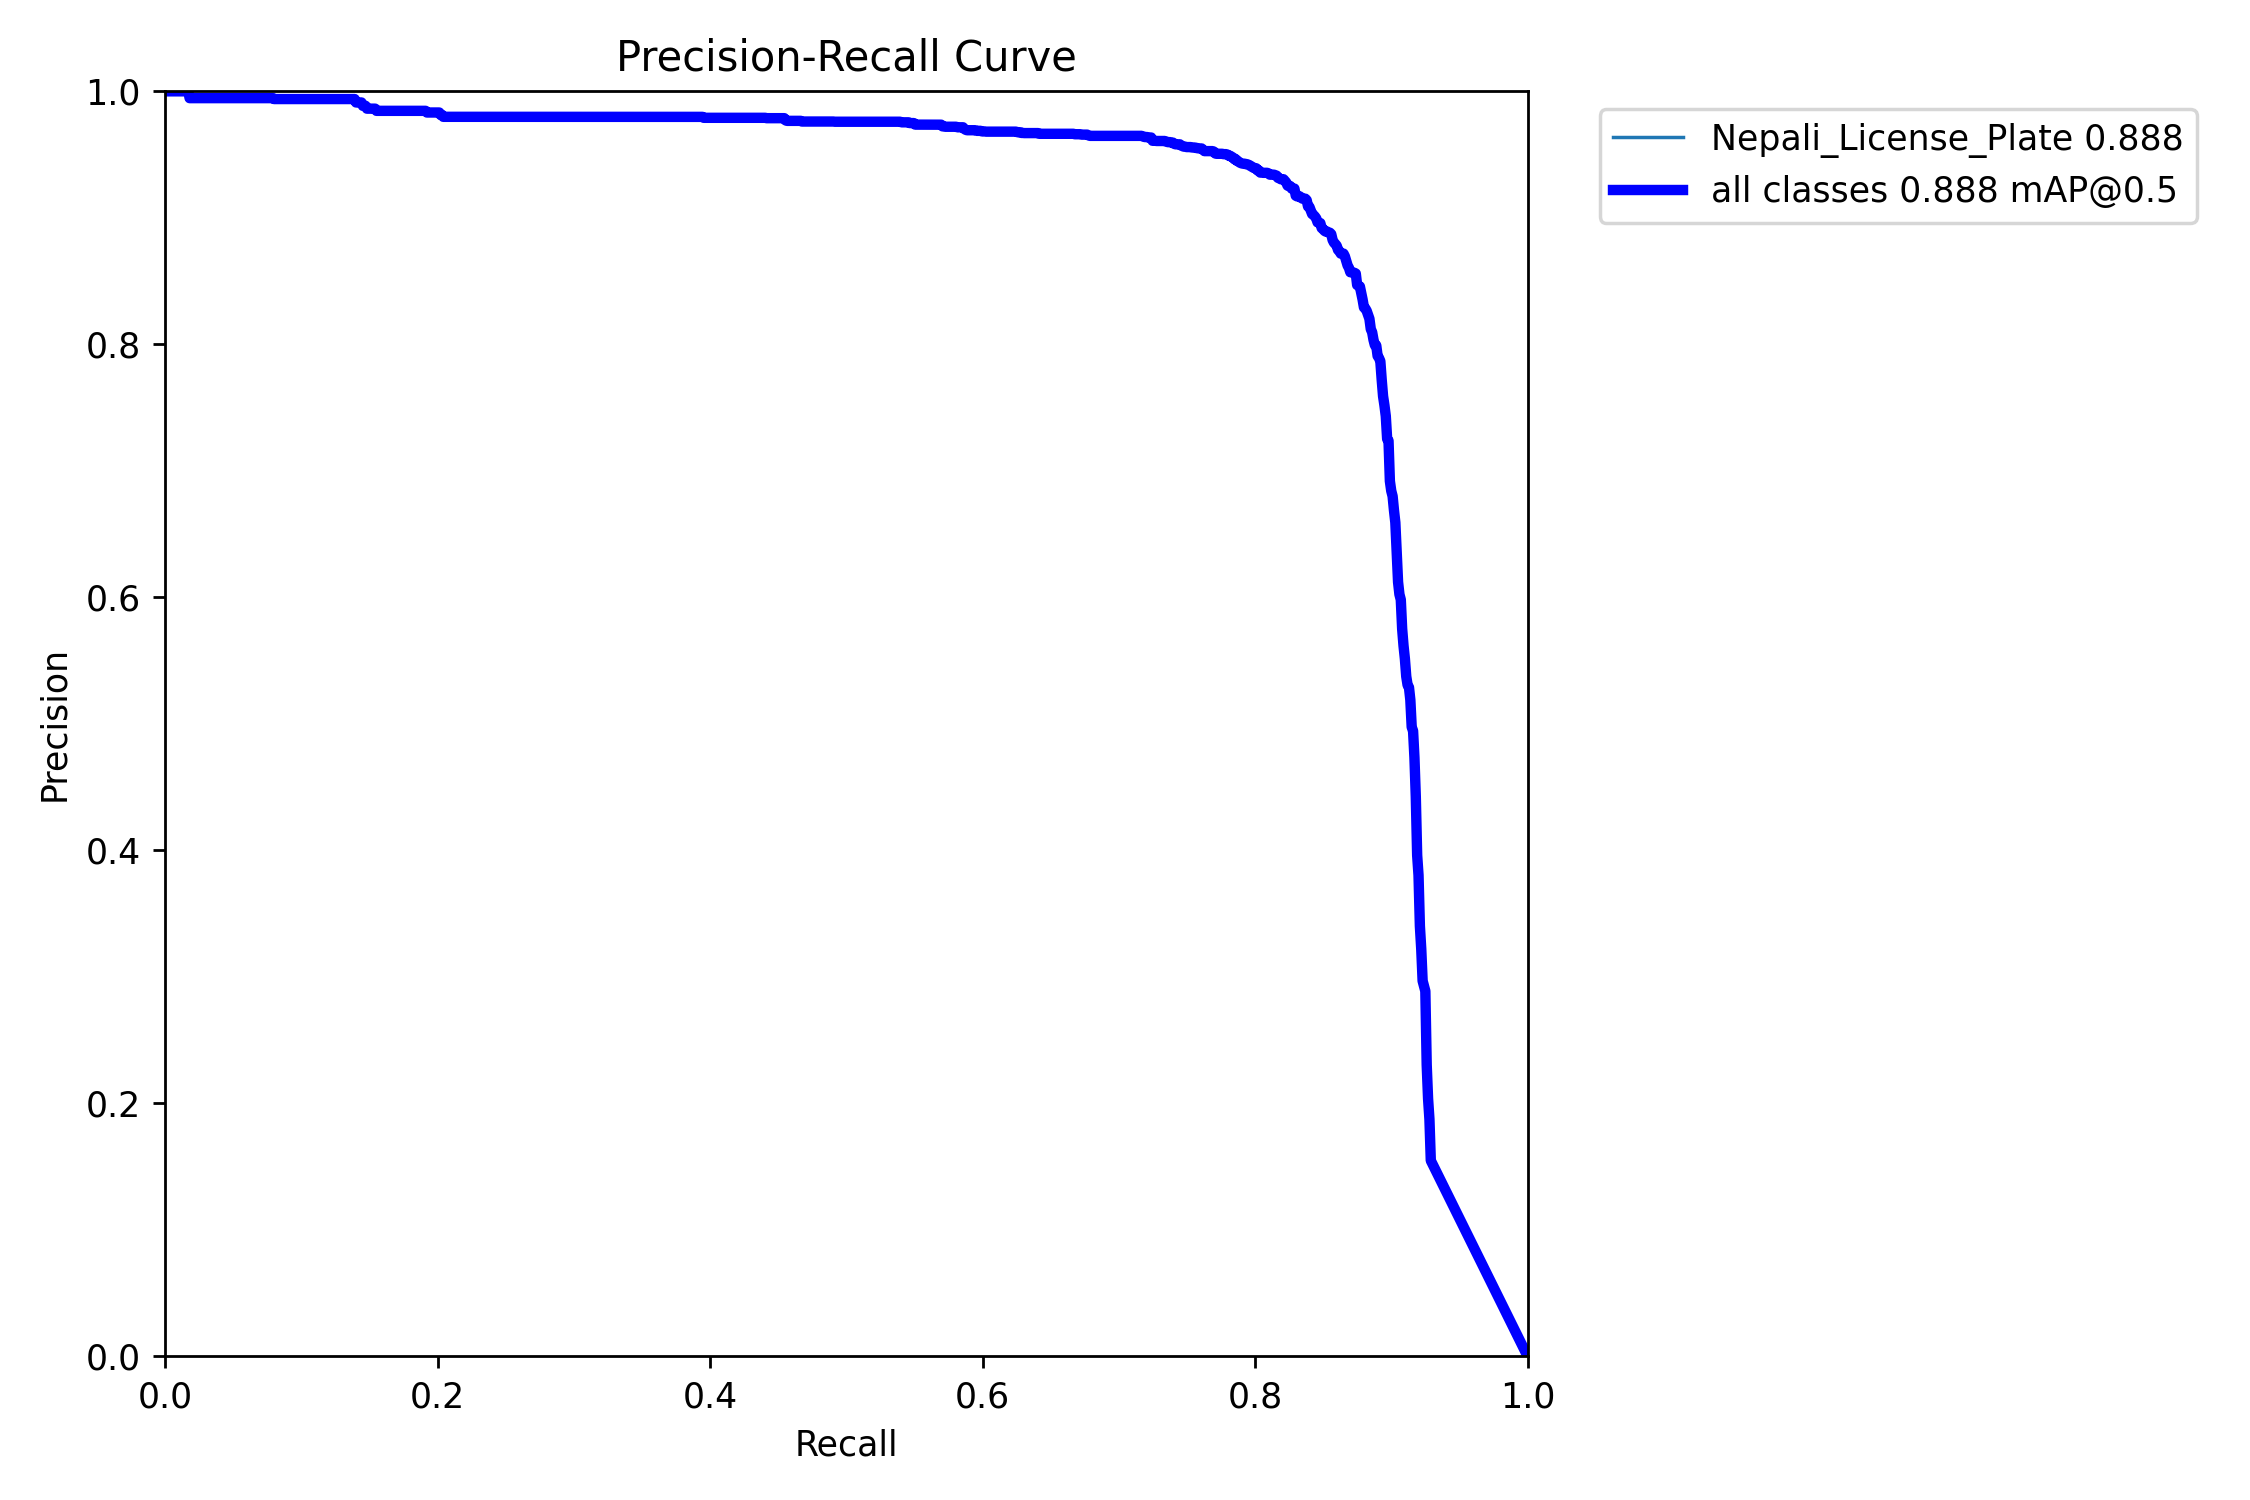 Precision-Recall Curve
1.0
0.8
0.6
0.4
0.2
0.0
Precision
0.0 0.2 0.4 0.6 0.8 1.0
Recall
Nepali_License_Plate 0.888
all classes 0.888 mAP@0.5